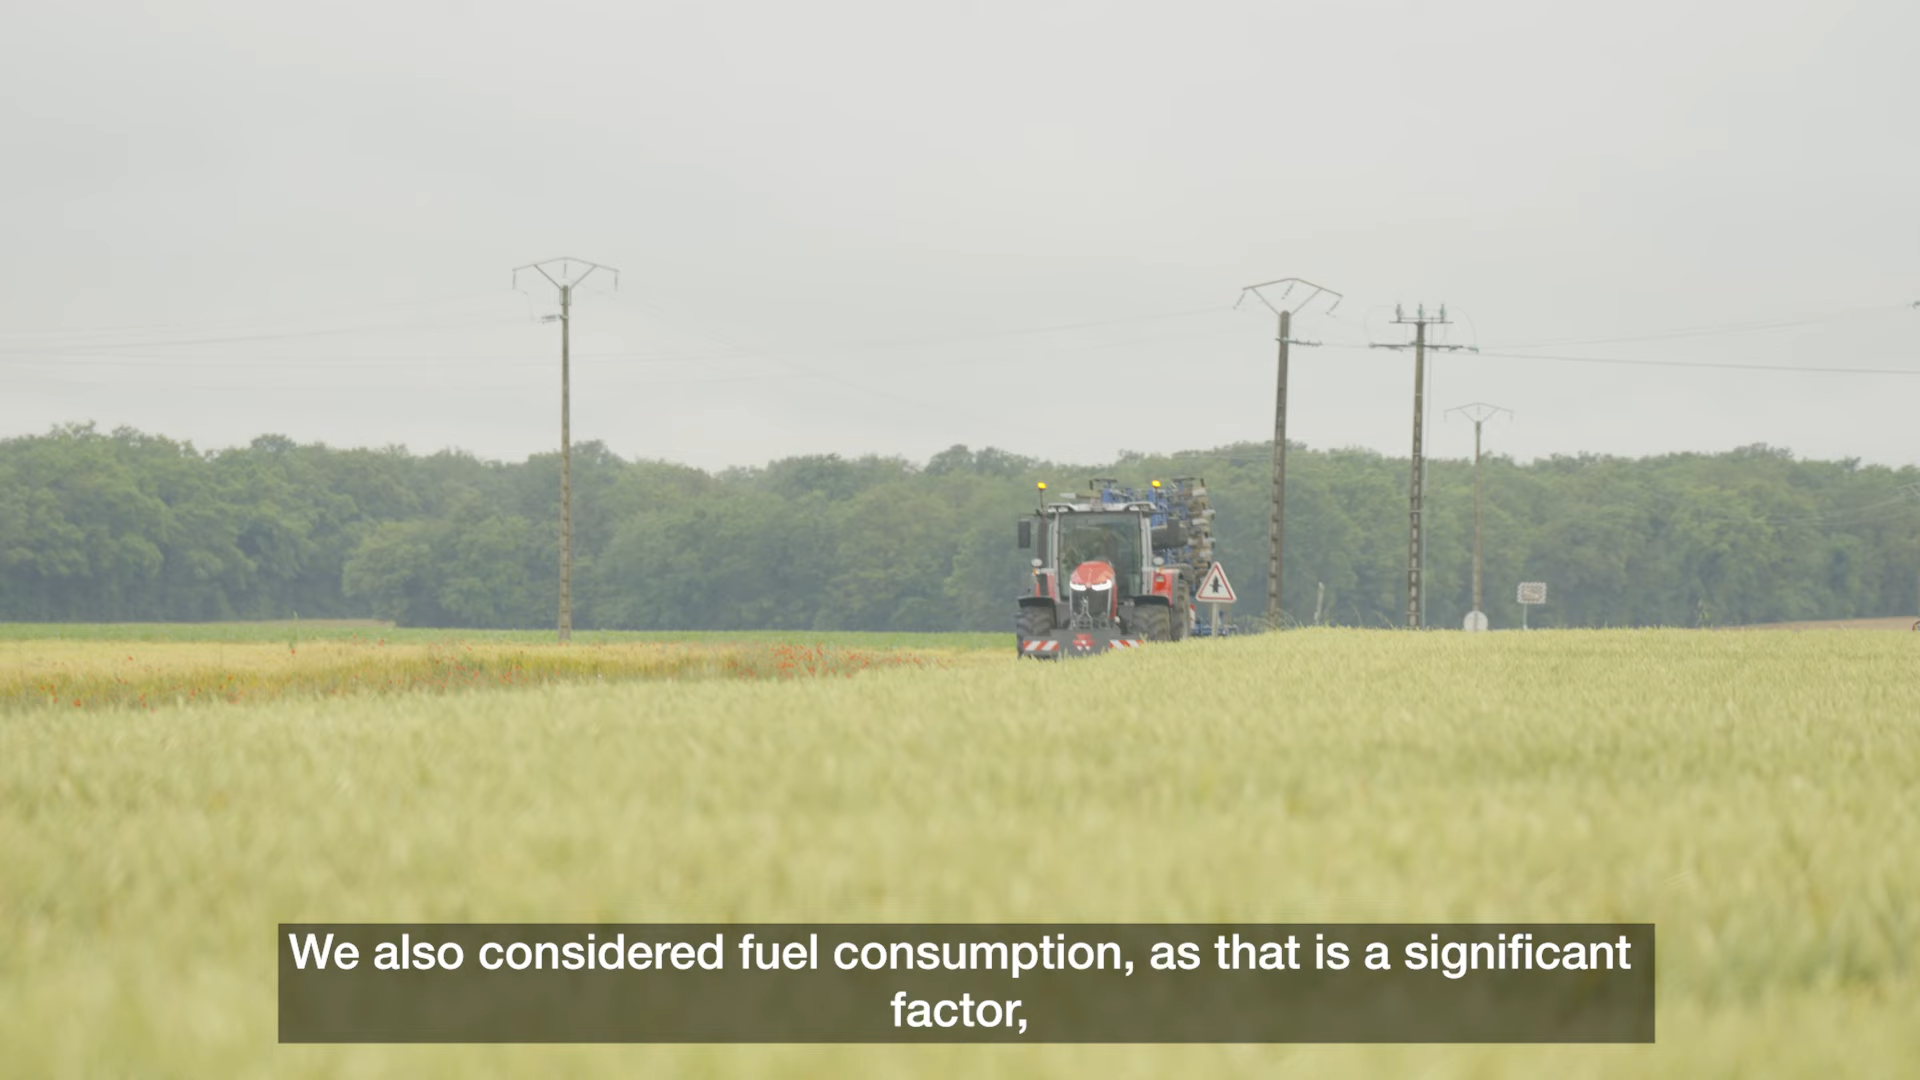 We also considered fuel consumption, as that is a significant
factor,